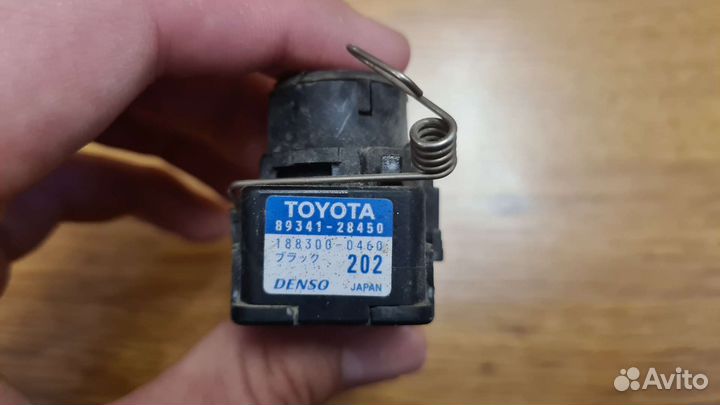 TOYOTA
89341-28450
188300-0460
ブラック 202
DENSO JAPAN
Avito